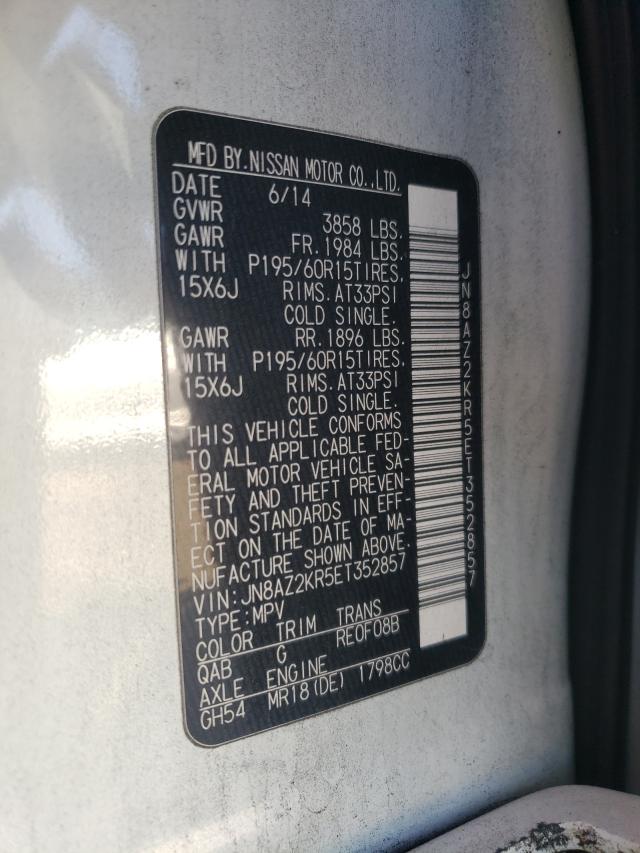 MFD BY.NISSAN MOTOR CO.,LTD.
DATE 6/14
GVWR 3858 LBS.
GAWR FR. 1984 LBS.
WITH P195/60R15TIRES,
15X6J RIMS.AT33PSI
COLD SINGLE.
GAWR RR. 1896 LBS.
WITH P195/60R15TIRES,
15X6J RIMS.AT33PSI
COLD SINGLE.
THIS VEHICLE CONFORMS
TO ALL APPLICABLE FED-
ERAL MOTOR VEHICLE SA-
FETY AND THEFT PREVEN-
TION STANDARDS IN EFF-
ECT ON THE DATE OF MA-
NUFACTURE SHOWN ABOVE.
VIN:JN8AZ2KR5ET352857
TYPE:MPV
COLOR TRIM TRANS
QAB G RE0F08B
AXLE ENGINE
GH54 MR18(DE) 1798CC
JN8AZ2KR5ET352857